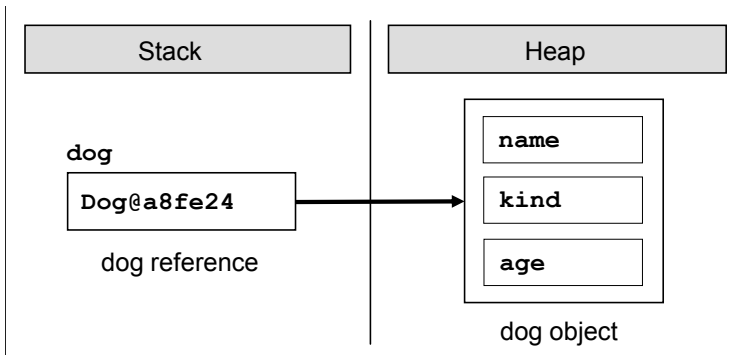 Stack
Heap
dog
Dog@a8fe24
dog reference
name
kind
age
dog object